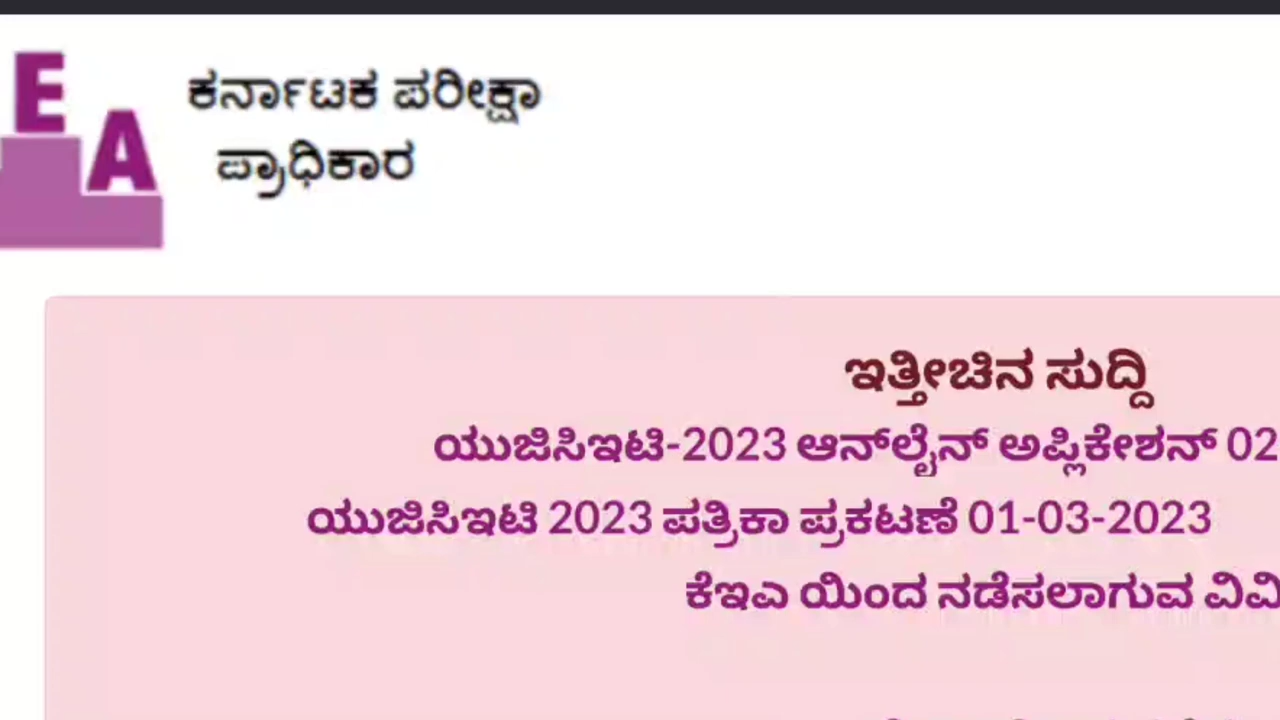 E
A
ಕರ್ನಾಟಕ ಪರೀಕ್ಷಾ
ಪ್ರಾಧಿಕಾರ
ಇತ್ತೀಚಿನ ಸುದ್ದಿ
ಯುಜಿಸಿಇಟಿ-2023 ಆನ್‌ಲೈನ್ ಅಪ್ಲಿಕೇಶನ್ 02
ಯುಜಿಸಿಇಟಿ 2023 ಪತ್ರಿಕಾ ಪ್ರಕಟಣೆ 01-03-2023
ಕೆಇಎ ಯಿಂದ ನಡೆಸಲಾಗುವ